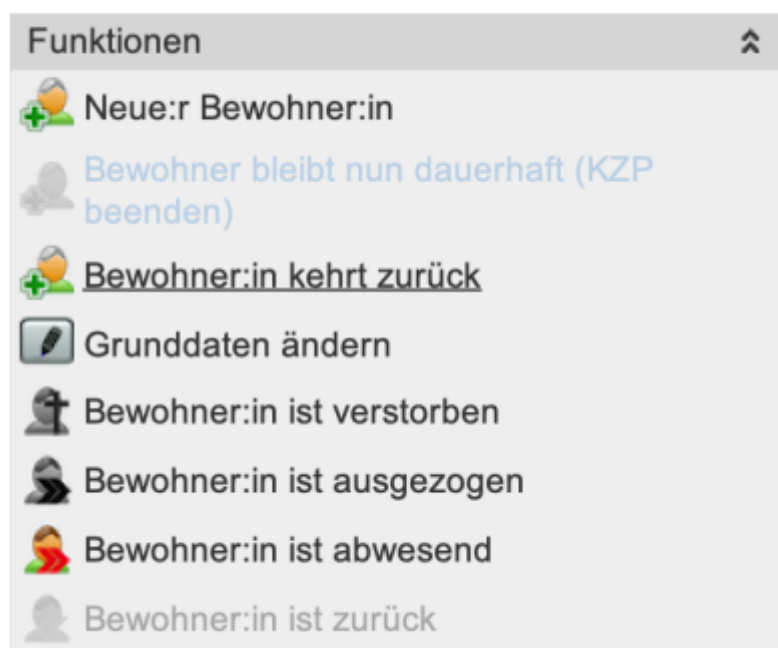 Funktionen
Neue:r Bewohner:in
Bewohner bleibt nun dauerhaft (KZP
beenden)
Bewohner:in kehrt zurück
Grunddaten ändern
Bewohner:in ist verstorben
Bewohner:in ist ausgezogen
Bewohner:in ist abwesend
Bewohner:in ist zurück